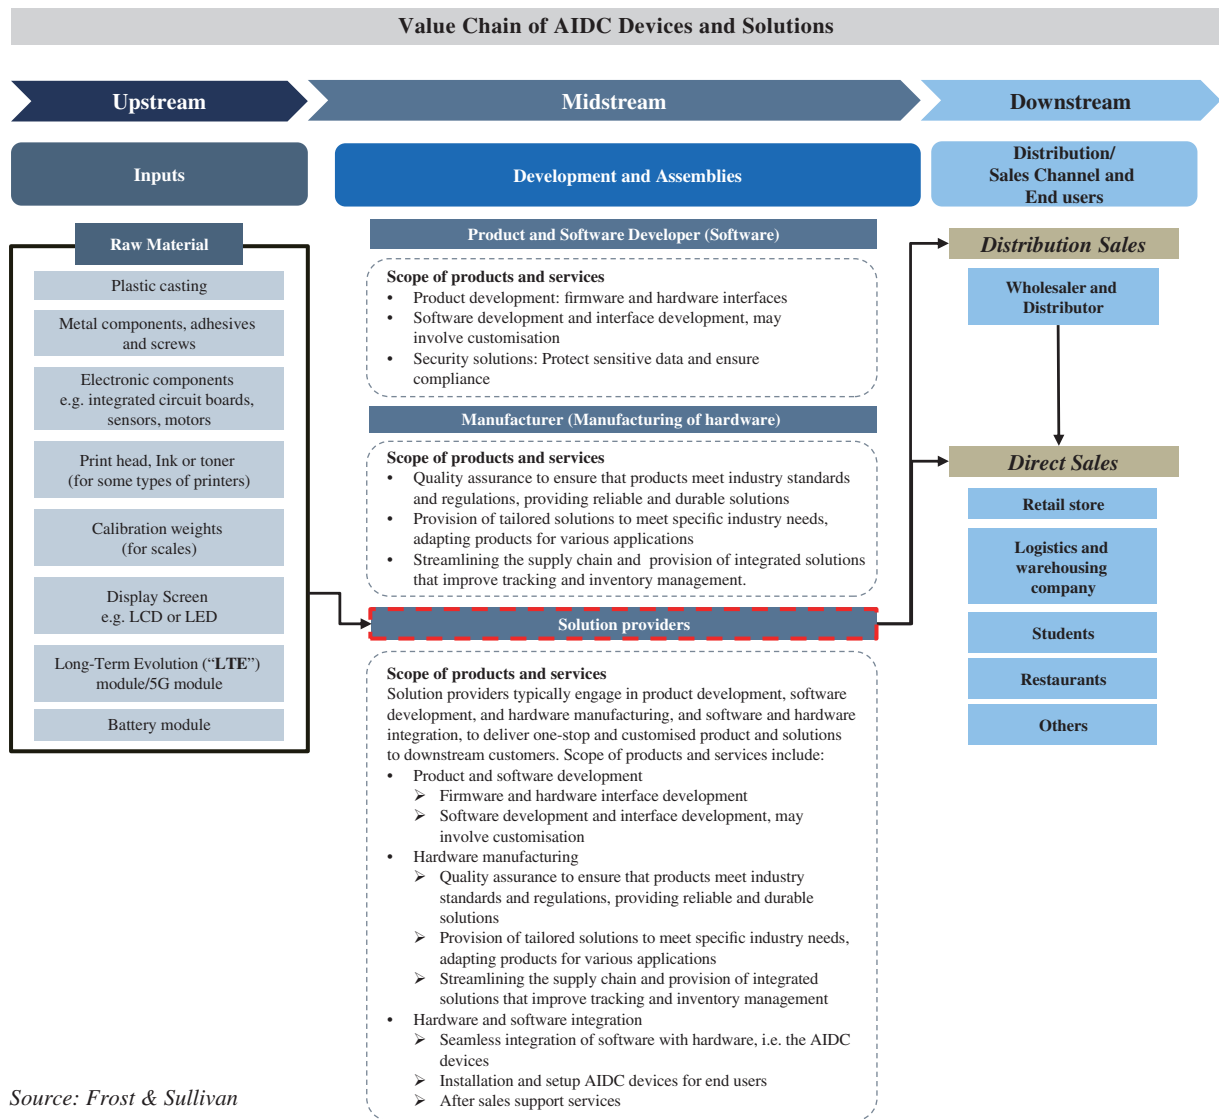 Value Chain of AIDC Devices and Solutions
Upstream
Midstream
Downstream
Inputs
Development and Assemblies
Distribution/
Sales Channel and
End users
Raw Material
Plastic casting
Metal components, adhesives
and screws
Electronic components
e.g. integrated circuit boards,
sensors, motors
Print head, Ink or toner
(for some types of printers)
Calibration weights
(for scales)
Display Screen
e.g. LCD or LED
Long-Term Evolution (“LTE”)
module/5G module
Battery module
Product and Software Developer (Software)
Scope of products and services
• Product development: firmware and hardware interfaces
• Software development and interface development, may
involve customisation
• Security solutions: Protect sensitive data and ensure
compliance
Manufacturer (Manufacturing of hardware)
Scope of products and services
• Quality assurance to ensure that products meet industry standards
and regulations, providing reliable and durable solutions
• Provision of tailored solutions to meet specific industry needs,
adapting products for various applications
• Streamlining the supply chain and provision of integrated solutions
that improve tracking and inventory management.
Solution providers
Scope of products and services
Solution providers typically engage in product development, software
development, and hardware manufacturing, and software and hardware
integration, to deliver one-stop and customised product and solutions
to downstream customers. Scope of products and services include:
• Product and software development
➢ Firmware and hardware interface development
➢ Software development and interface development, may
involve customisation
• Hardware manufacturing
➢ Quality assurance to ensure that products meet industry
standards and regulations, providing reliable and durable
solutions
➢ Provision of tailored solutions to meet specific industry needs,
adapting products for various applications
➢ Streamlining the supply chain and provision of integrated
solutions that improve tracking and inventory management
• Hardware and software integration
➢ Seamless integration of software with hardware, i.e. the AIDC
devices
➢ Installation and setup AIDC devices for end users
➢ After sales support services
Distribution Sales
Wholesaler and
Distributor
Direct Sales
Retail store
Logistics and
warehousing
company
Students
Restaurants
Others
Source: Frost & Sullivan